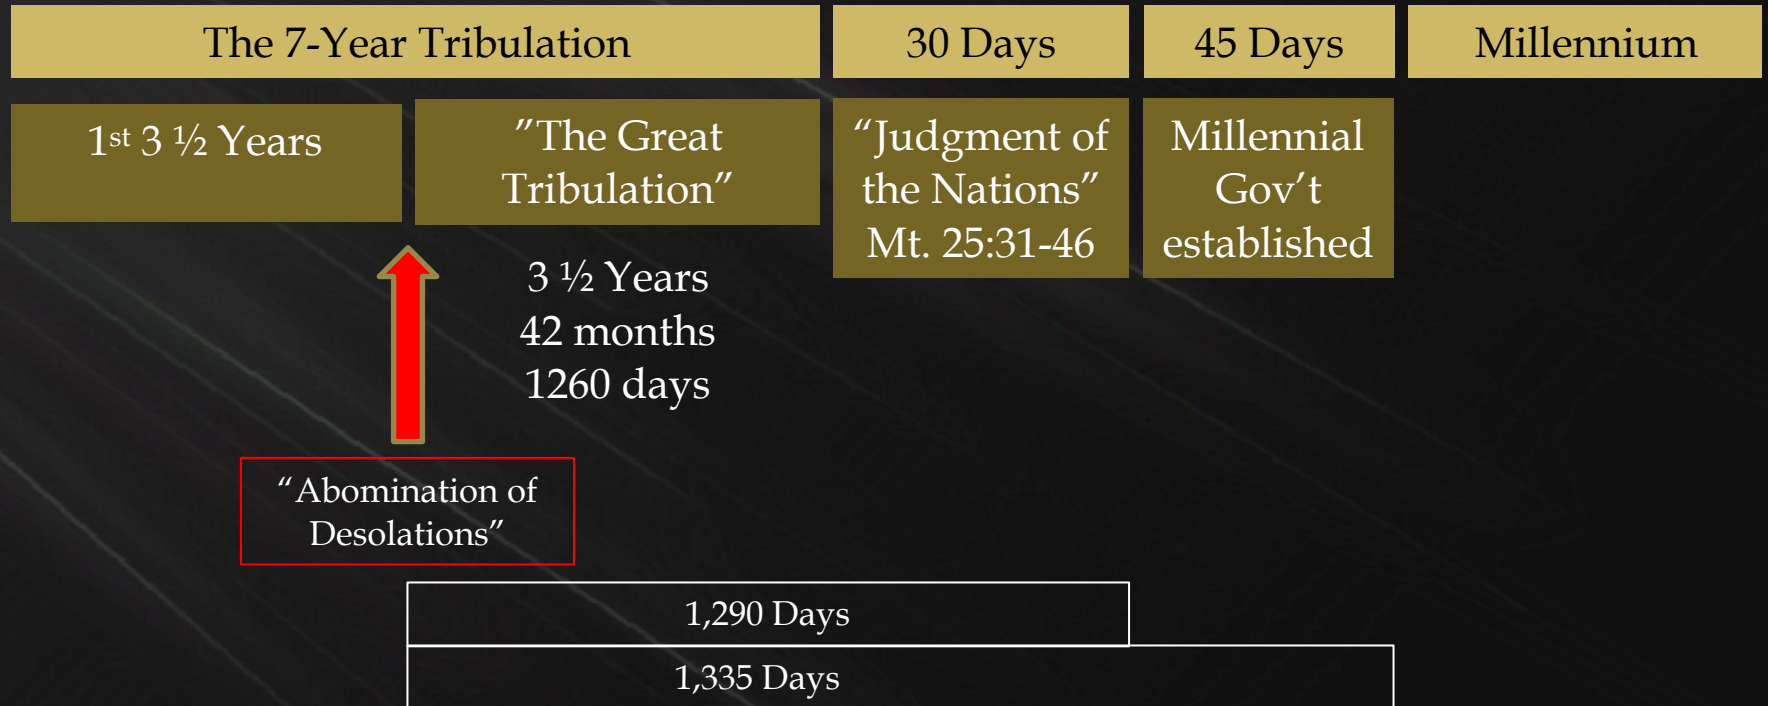 The 7-Year Tribulation
30 Days
45 Days
Millennium
1st 3 ½ Years
”The Great
Tribulation”
“Judgment of
the Nations”
Mt. 25:31-46
Millennial
Gov’t
established
3 ½ Years
42 months
1260 days
“Abomination of
Desolations”
1,290 Days
1,335 Days